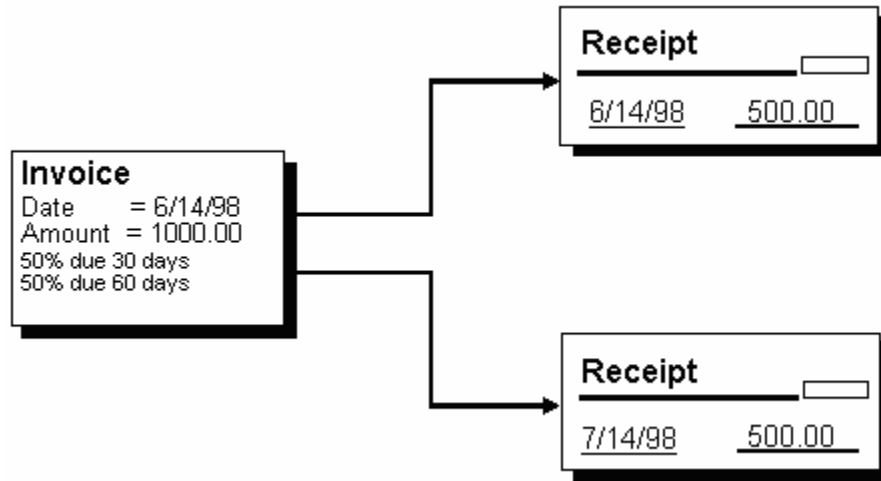 Invoice
Date = 6/14/98
Amount = 1000.00
50% due 30 days
50% due 60 days
Receipt
6/14/98 500.00
Receipt
7/14/98 500.00